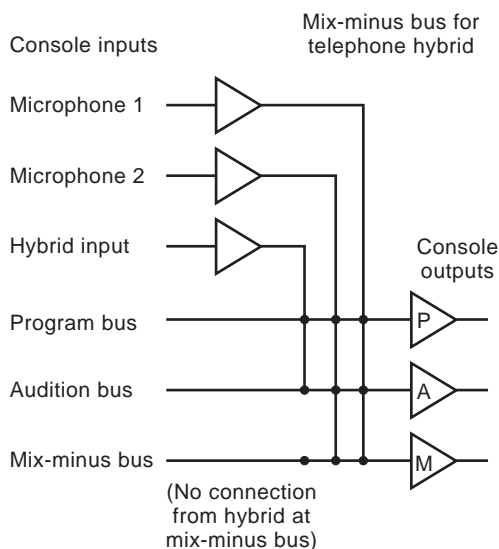 Mix-minus bus for
telephone hybrid
Console inputs
Microphone 1
Microphone 2
Hybrid input
Console
outputs
Program bus
P
Audition bus
A
Mix-minus bus
M
(No connection
from hybrid at
mix-minus bus)